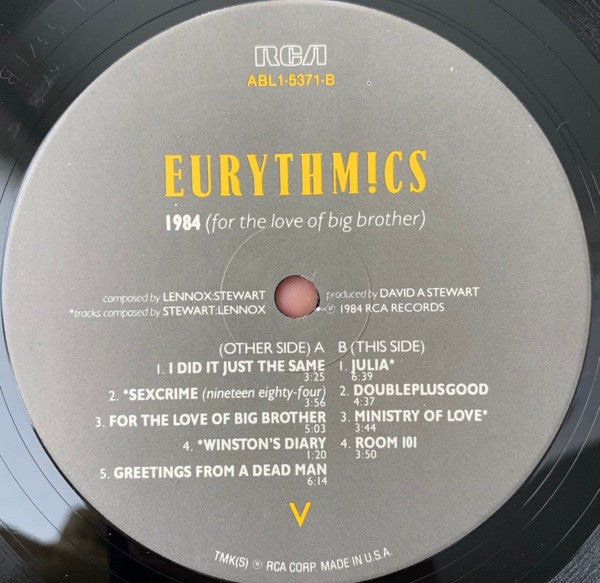 RCA
ABL1-5371-B
EURYTHM!CS
1984 (for the love of big brother)
composed by LENNOX:STEWART
*tracks composed by STEWART:LENNOX
produced by DAVID A STEWART
℗ 1984 RCA RECORDS
(OTHER SIDE) A
1. I DID IT JUST THE SAME
3:25
2. *SEXCRIME (nineteen eighty-four)
3:56
3. FOR THE LOVE OF BIG BROTHER
5:03
4. *WINSTON'S DIARY
1:20
5. GREETINGS FROM A DEAD MAN
6:14
B (THIS SIDE)
1. JULIA*
6:39
2. DOUBLEPLUSGOOD
4:37
3. MINISTRY OF LOVE*
3:44
4. ROOM 101
3:50
V
TMK(S) ® RCA CORP. MADE IN U.S.A.